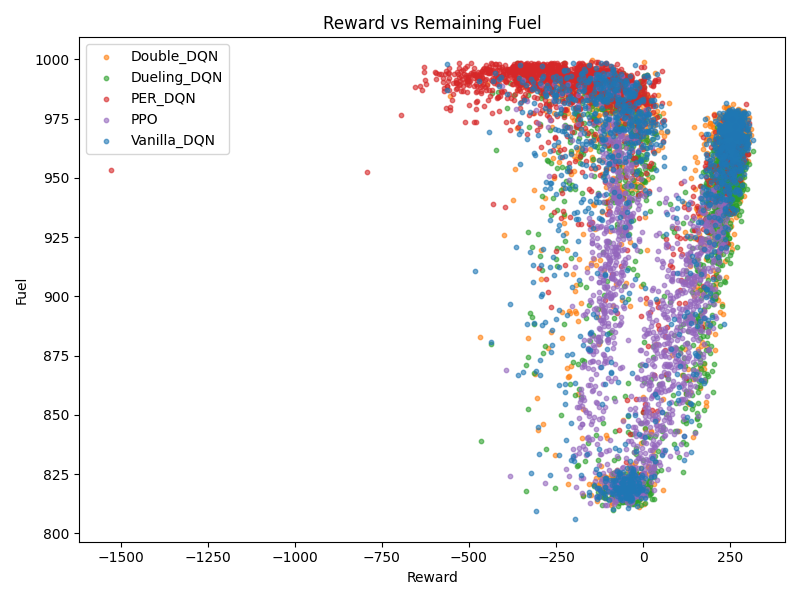 Reward vs Remaining Fuel
Double_DQN
Dueling_DQN
PER_DQN
PPO
Vanilla_DQN
Fuel
1000
975
950
925
900
875
850
825
800
−1500
−1250
−1000
−750
−500
−250
0
250
Reward